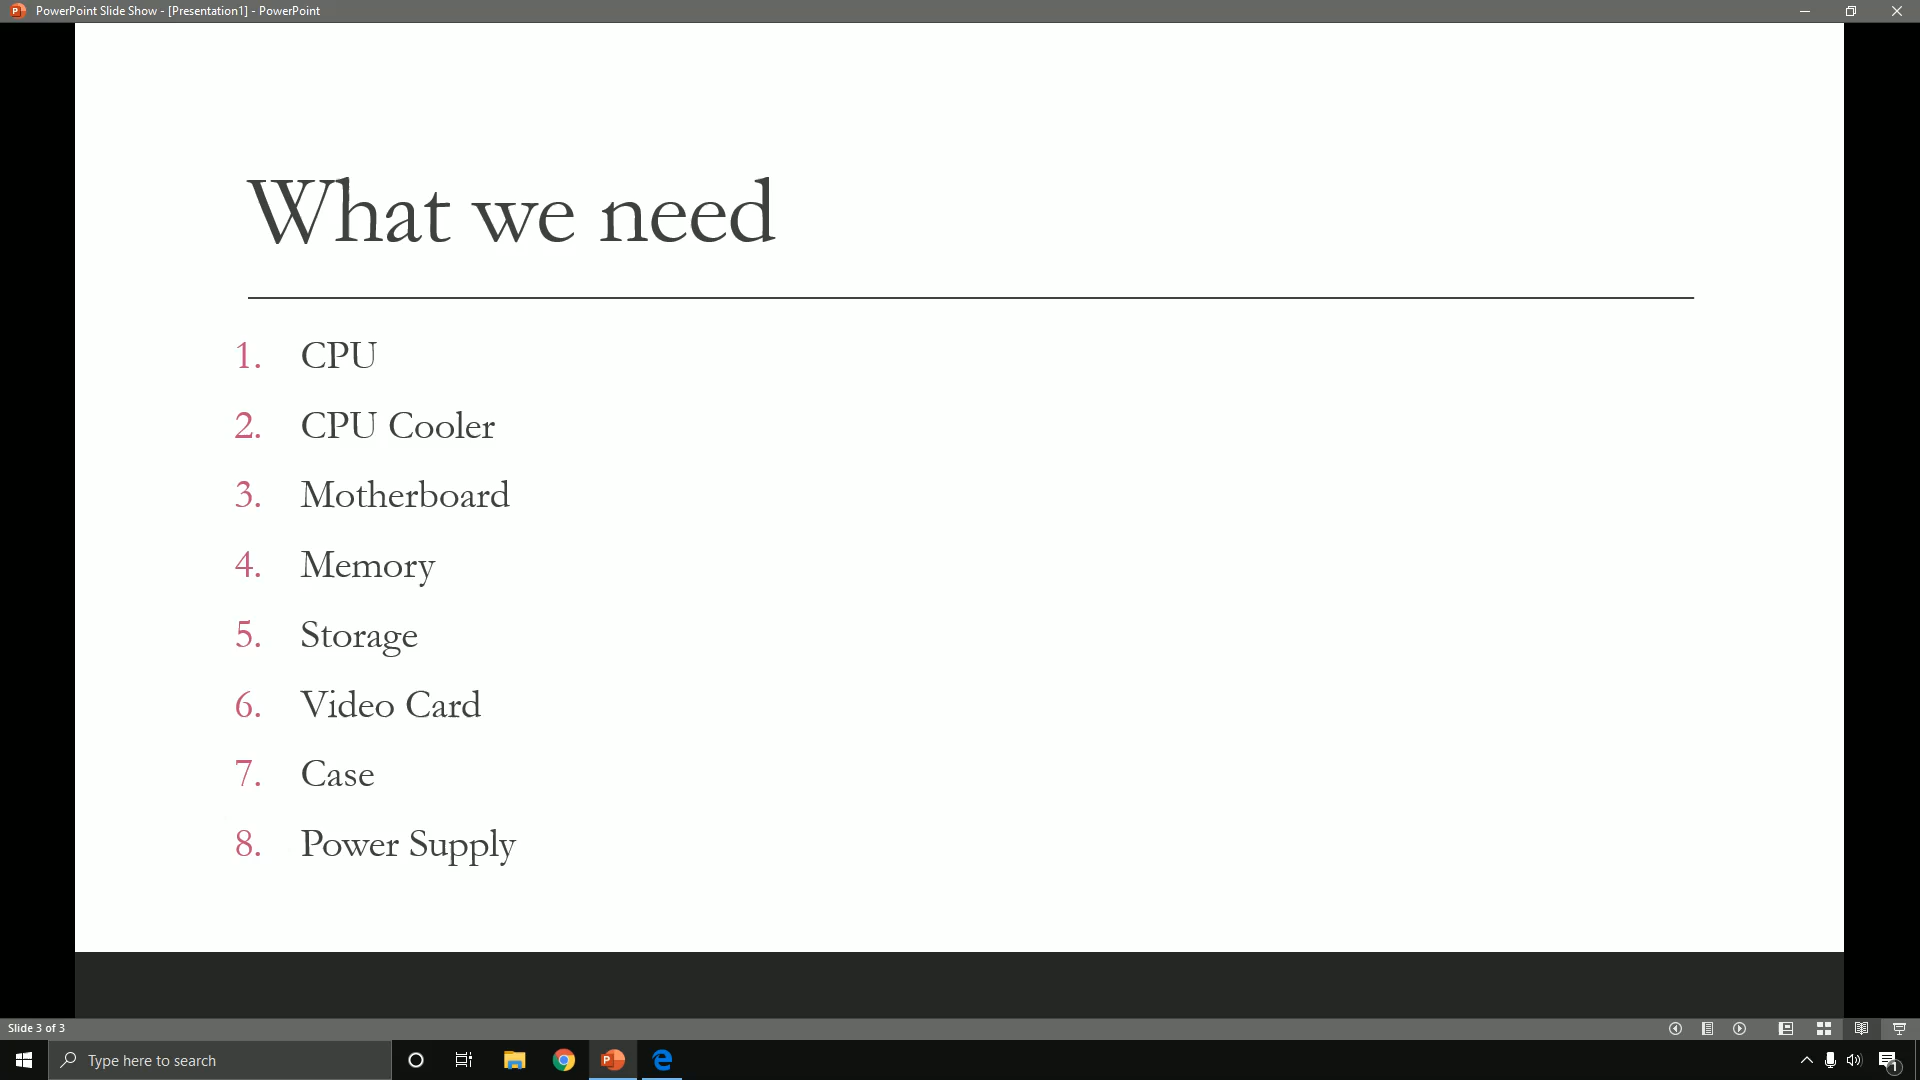 PowerPoint Slide Show - [Presentation1] - PowerPoint
What we need
1. CPU
2. CPU Cooler
3. Motherboard
4. Memory
5. Storage
6. Video Card
7. Case
8. Power Supply
Slide 3 of 3
Type here to search
1